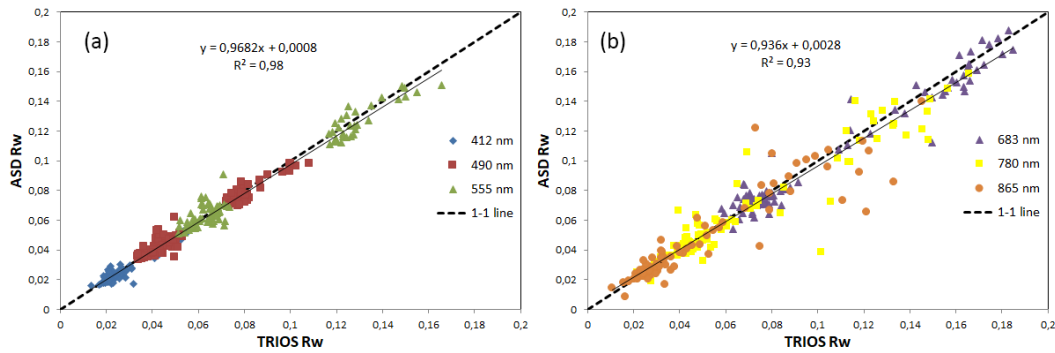 (a)
y = 0,9682x + 0,0008
R² = 0,98
ASD Rw
0,2
0,18
0,16
0,14
0,12
0,1
0,08
0,06
0,04
0,02
0
0 0,02 0,04 0,06 0,08 0,1 0,12 0,14 0,16 0,18 0,2
TRIOS Rw
412 nm
490 nm
555 nm
1-1 line
(b)
y = 0,936x + 0,0028
R² = 0,93
ASD Rw
0,2
0,18
0,16
0,14
0,12
0,1
0,08
0,06
0,04
0,02
0
0 0,02 0,04 0,06 0,08 0,1 0,12 0,14 0,16 0,18 0,2
TRIOS Rw
683 nm
780 nm
865 nm
1-1 line